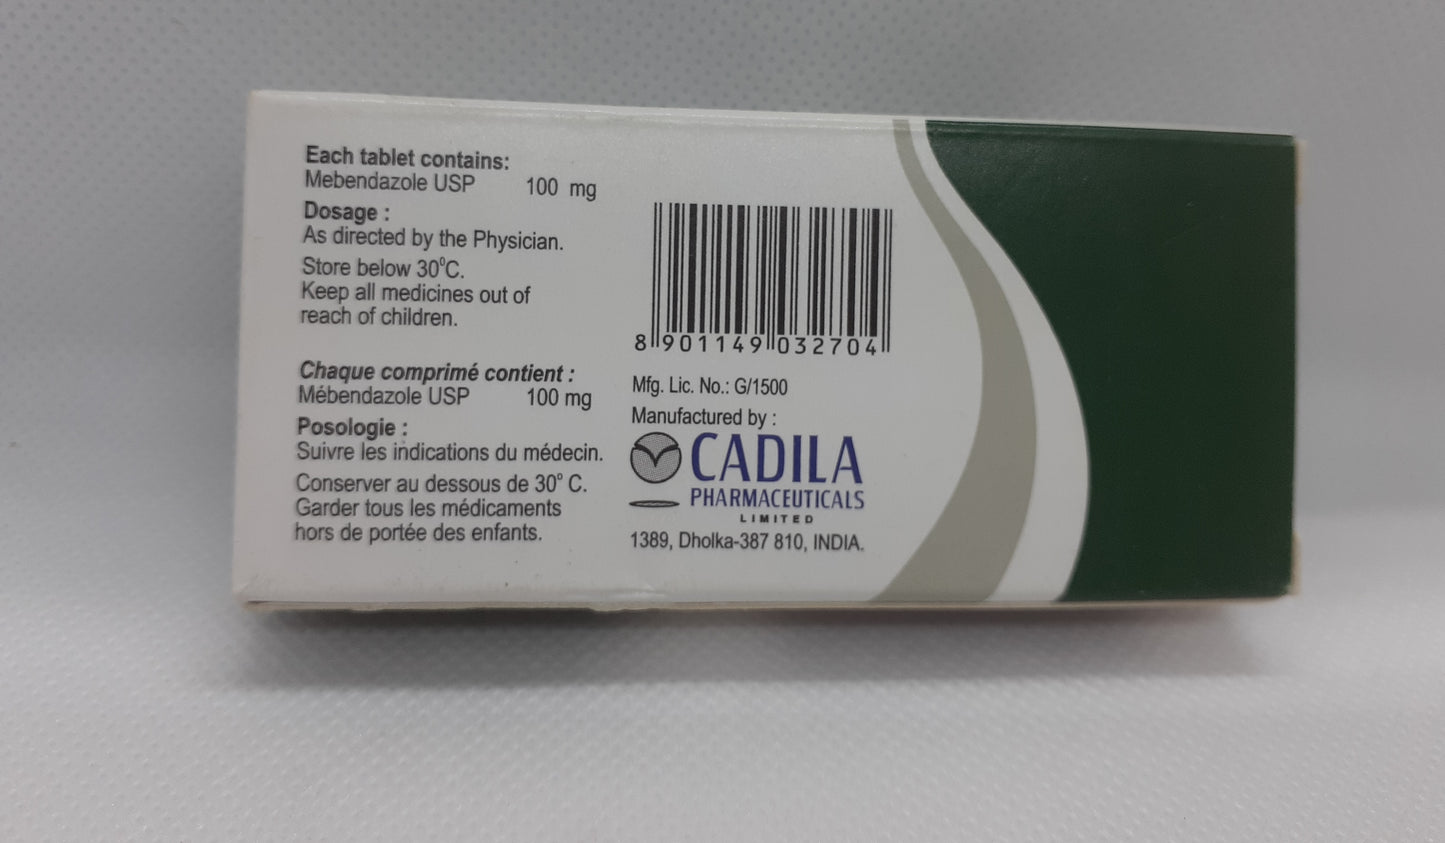 Each tablet contains:
Mebendazole USP 100 mg
Dosage :
As directed by the Physician.
Store below 30⁰C.
Keep all medicines out of
reach of children.
Chaque comprimé contient :
Mébendazole USP 100 mg
Posologie :
Suivre les indications du médecin.
Conserver au dessous de 30° C.
Garder tous les médicaments
hors de portée des enfants.
8 901149 032704
Mfg. Lic. No.: G/1500
Manufactured by :
CADILA
PHARMACEUTICALS
LIMITED
1389, Dholka-387 810, INDIA.